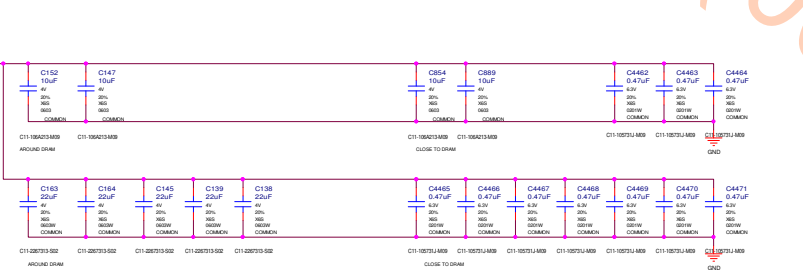 C152 C147 C854 C889 C4462 C4463 C4464
10uF 10uF 10uF 10uF 0.47uF 0.47uF 0.47uF
4V 4V 4V 4V 6.3V 6.3V 6.3V
20% 20% 20% 20% 20% 20% 20%
X6S X6S X6S X6S X6S X6S X6S
0603 0603 0603 0603 0201W 0201W 0201W
COMMON COMMON COMMON COMMON COMMON COMMON COMMON
C11-106A213-M09 C11-106A213-M09 C11-106A213-M09 C11-106A213-M09 C11-105731J-M09 C11-105731J-M09 C11-105731J-M09
AROUND DRAM CLOSE TO DRAM
GND
C163 C164 C145 C139 C138 C4465 C4466 C4467 C4468 C4469 C4470 C4471
22uF 22uF 22uF 22uF 22uF 0.47uF 0.47uF 0.47uF 0.47uF 0.47uF 0.47uF 0.47uF
4V 4V 4V 4V 4V 6.3V 6.3V 6.3V 6.3V 6.3V 6.3V 6.3V
20% 20% 20% 20% 20% 20% 20% 20% 20% 20% 20% 20%
X6S X6S X6S X6S X6S X6S X6S X6S X6S X6S X6S X6S
0603W 0603W 0603W 0603W 0603W 0201W 0201W 0201W 0201W 0201W 0201W 0201W
COMMON COMMON COMMON COMMON COMMON COMMON COMMON COMMON COMMON COMMON COMMON COMMON
C11-2267313-S02 C11-2267313-S02 C11-2267313-S02 C11-2267313-S02 C11-2267313-S02 C11-105731J-M09 C11-105731J-M09 C11-105731J-M09 C11-105731J-M09 C11-105731J-M09 C11-105731J-M09 C11-105731J-M09
AROUND DRAM CLOSE TO DRAM
GND